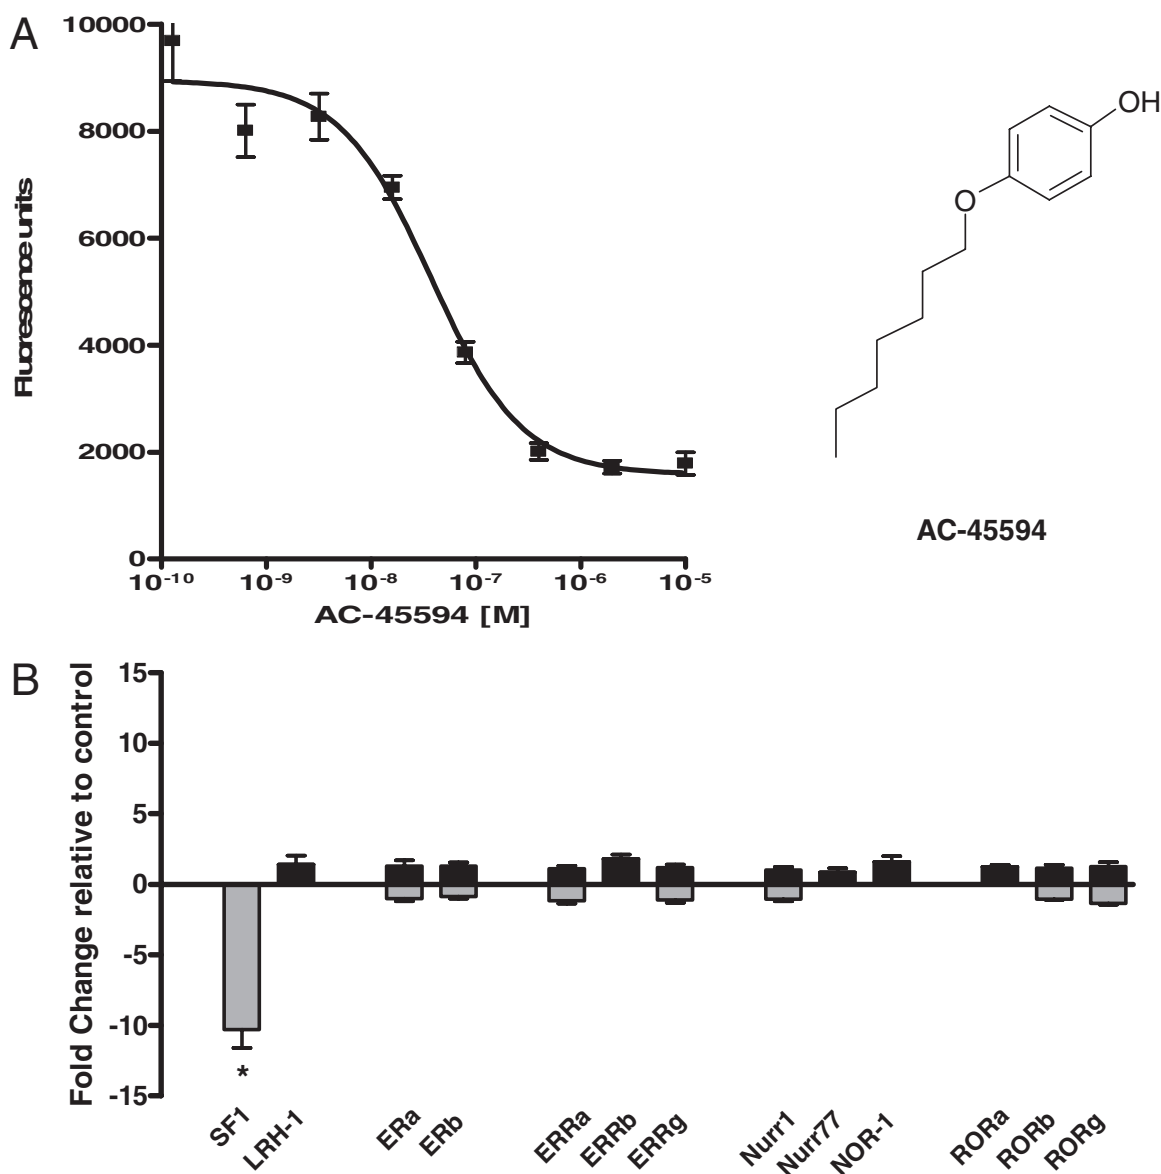 A
10000
8000
6000
4000
2000
0
Fluorescence units
10-10 10-9 10-8 10-7 10-6 10-5
AC-45594 [M]
OH
O
AC-45594
B
15
10
5
0
-5
-10
-15
Fold Change relative to control
*
SF1 LRH-1 ERa ERb ERRa ERRb ERRg Nurr1 Nurr77 NOR-1 RORa RORb RORg